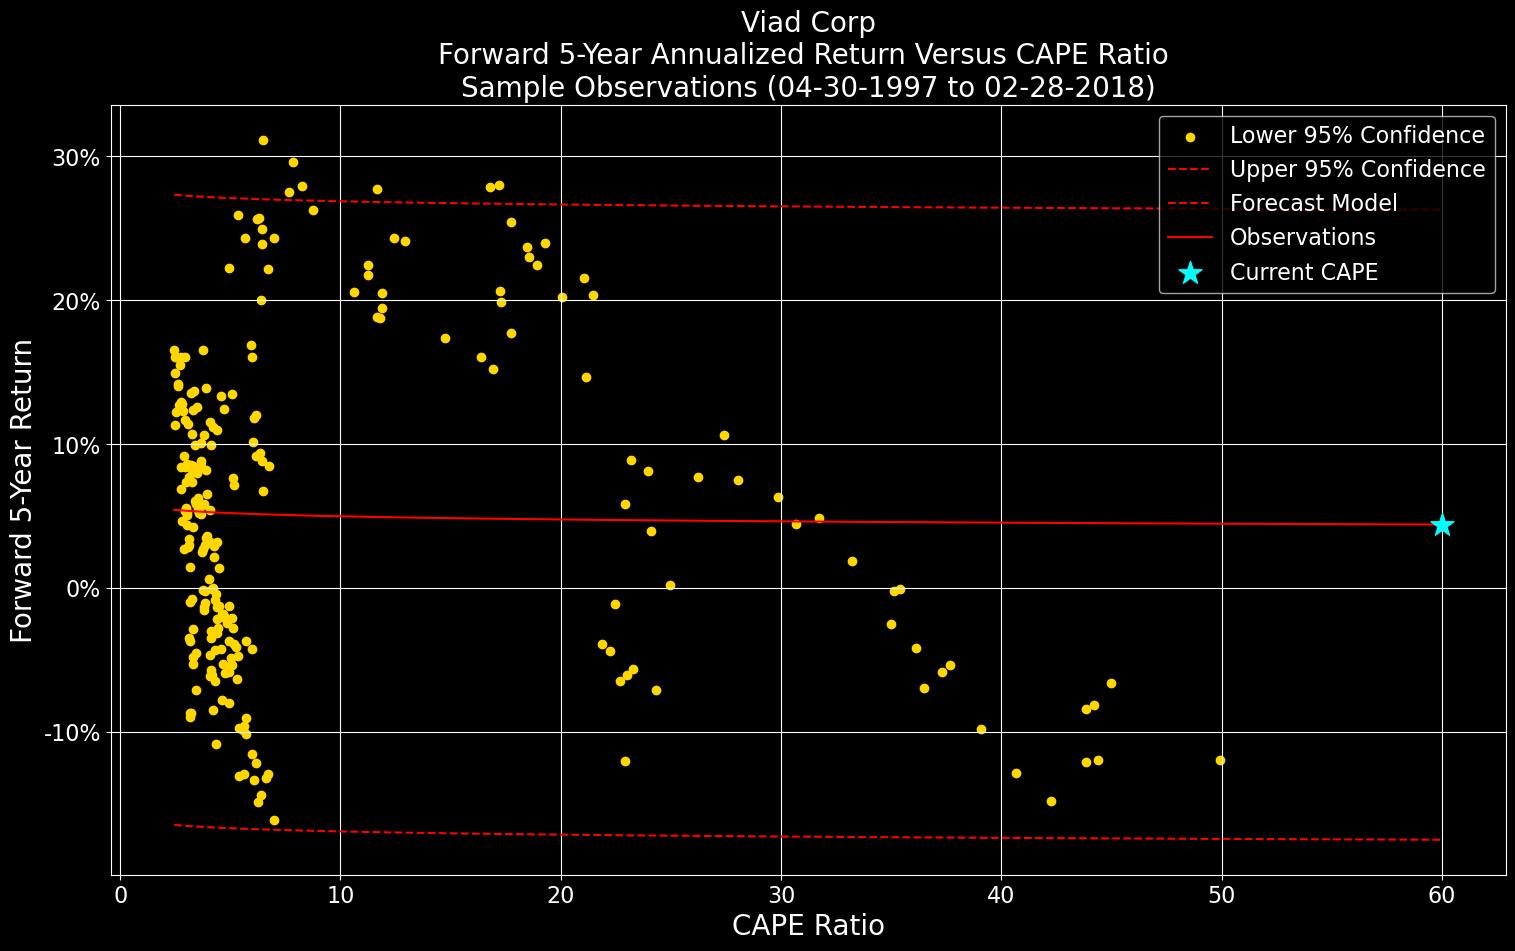 Viad Corp
Forward 5-Year Annualized Return Versus CAPE Ratio
Sample Observations (04-30-1997 to 02-28-2018)
Lower 95% Confidence
Upper 95% Confidence
Forecast Model
Observations
Current CAPE
Forward 5-Year Return
30%
20%
10%
0%
-10%
0 10 20 30 40 50 60
CAPE Ratio